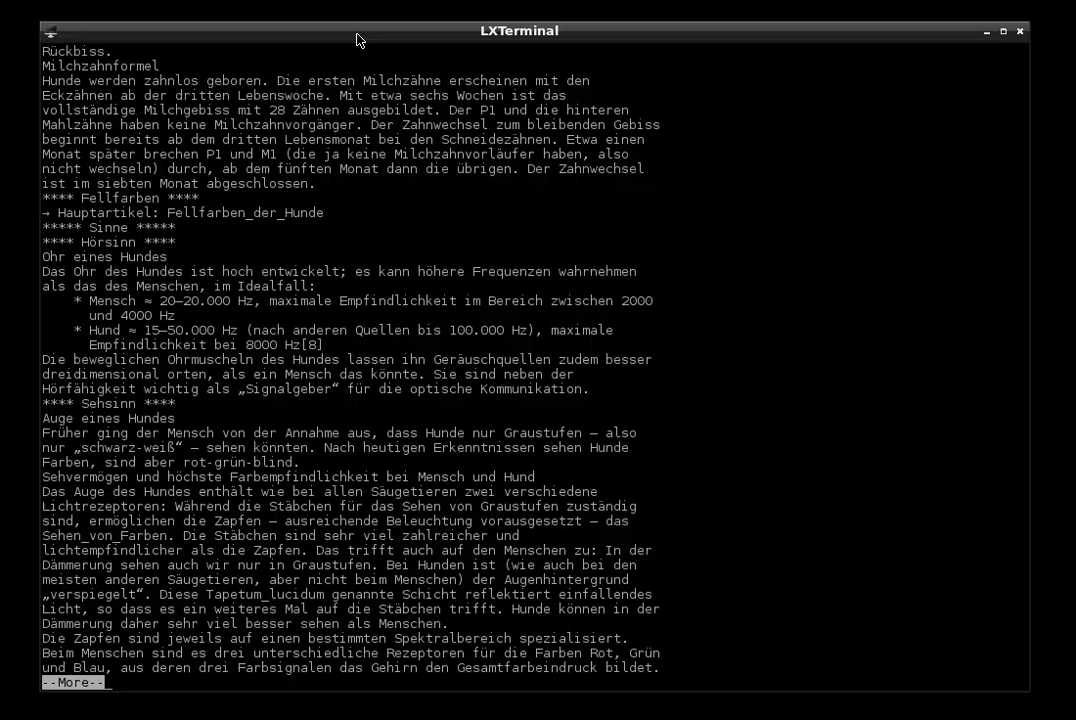 LXTerminal
Rückbiss.
Milchzahnformel
Hunde werden zahnlos geboren. Die ersten Milchzähne erscheinen mit den
Eckzähnen ab der dritten Lebenswoche. Mit etwa sechs Wochen ist das
vollständige Milchgebiss mit 28 Zähnen ausgebildet. Der P1 und die hinteren
Mahlzähne haben keine Milchzahnvorgänger. Der Zahnwechsel zum bleibenden Gebiss
beginnt bereits ab dem dritten Lebensmonat bei den Schneidezähnen. Etwa einen
Monat später brechen P1 und M1 (die ja keine Milchzahnvorläufer haben, also
nicht wechseln) durch, ab dem fünften Monat dann die übrigen. Der Zahnwechsel
ist im siebten Monat abgeschlossen.
**** Fellfarben ****
→ Hauptartikel: Fellfarben_der_Hunde
***** Sinne *****
**** Hörsinn ****
Ohr eines Hundes
Das Ohr des Hundes ist hoch entwickelt; es kann höhere Frequenzen wahrnehmen
als das des Menschen, im Idealfall:
    * Mensch ≈ 20–20.000 Hz, maximale Empfindlichkeit im Bereich zwischen 2000
      und 4000 Hz
    * Hund ≈ 15–50.000 Hz (nach anderen Quellen bis 100.000 Hz), maximale
      Empfindlichkeit bei 8000 Hz[8]
Die beweglichen Ohrmuscheln des Hundes lassen ihn Geräuschquellen zudem besser
dreidimensional orten, als ein Mensch das könnte. Sie sind neben der
Hörfähigkeit wichtig als „Signalgeber“ für die optische Kommunikation.
**** Sehsinn ****
Auge eines Hundes
Früher ging der Mensch von der Annahme aus, dass Hunde nur Graustufen – also
nur „schwarz-weiß“ – sehen könnten. Nach heutigen Erkenntnissen sehen Hunde
Farben, sind aber rot-grün-blind.
Sehvermögen und höchste Farbempfindlichkeit bei Mensch und Hund
Das Auge des Hundes enthält wie bei allen Säugetieren zwei verschiedene
Lichtrezeptoren: Während die Stäbchen für das Sehen von Graustufen zuständig
sind, ermöglichen die Zapfen – ausreichende Beleuchtung vorausgesetzt – das
Sehen_von_Farben. Die Stäbchen sind sehr viel zahlreicher und
lichtempfindlicher als die Zapfen. Das trifft auch auf den Menschen zu: In der
Dämmerung sehen auch wir nur in Graustufen. Bei Hunden ist (wie auch bei den
meisten anderen Säugetieren, aber nicht beim Menschen) der Augenhintergrund
„verspiegelt“. Diese Tapetum_lucidum genannte Schicht reflektiert einfallendes
Licht, so dass es ein weiteres Mal auf die Stäbchen trifft. Hunde können in der
Dämmerung daher sehr viel besser sehen als Menschen.
Die Zapfen sind jeweils auf einen bestimmten Spektralbereich spezialisiert.
Beim Menschen sind es drei unterschiedliche Rezeptoren für die Farben Rot, Grün
und Blau, aus deren drei Farbsignalen das Gehirn den Gesamtfarbeindruck bildet.
--More--